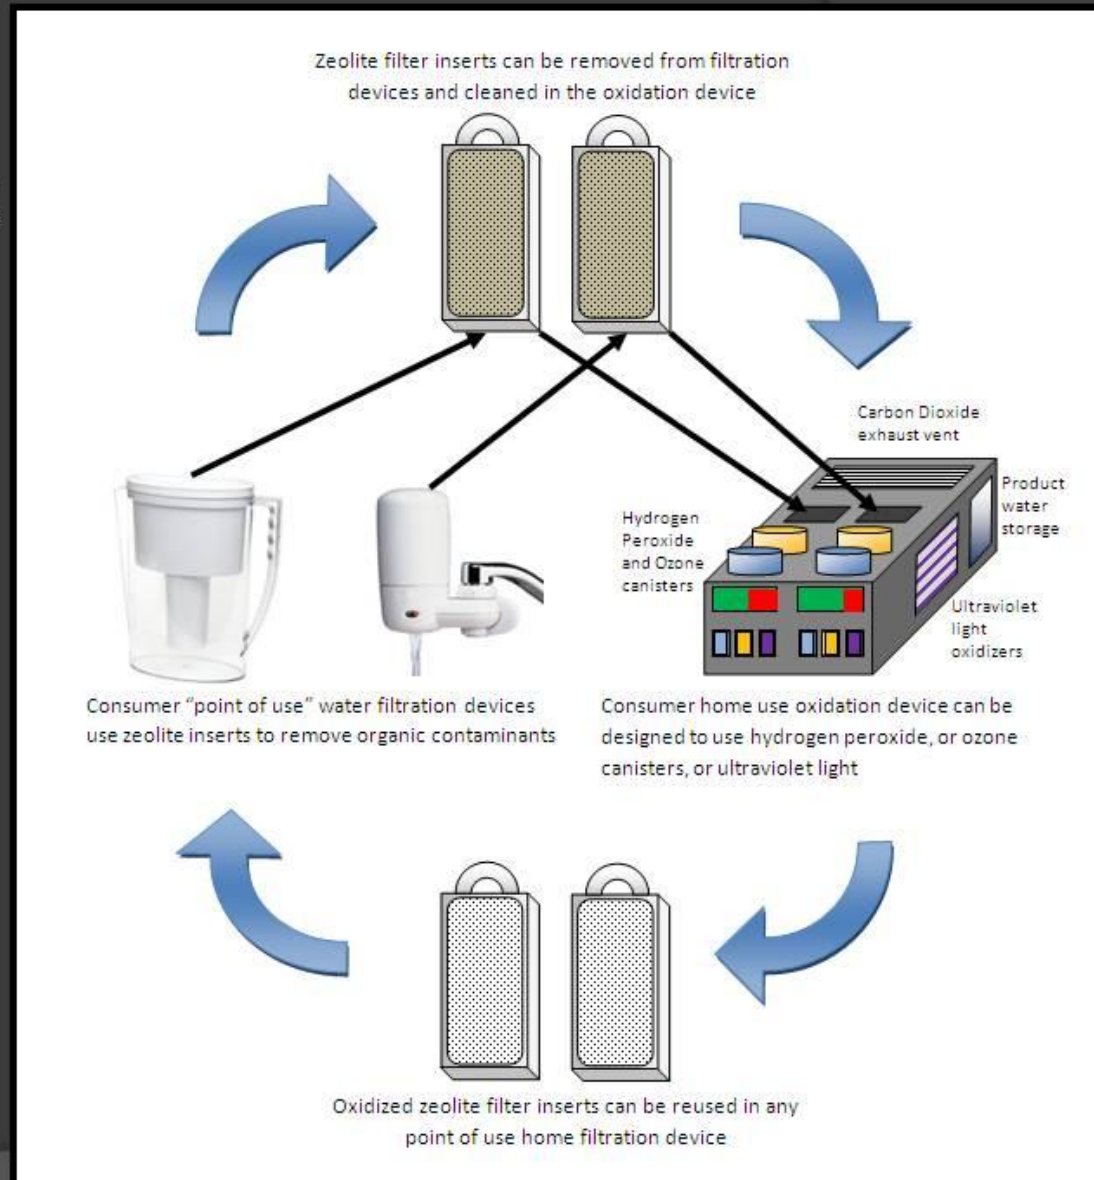 Zeolite filter inserts can be removed from filtration
devices and cleaned in the oxidation device
Carbon Dioxide
exhaust vent
Product
water
storage
Hydrogen
Peroxide
and Ozone
canisters
Ultraviolet
light
oxidizers
Consumer “point of use” water filtration devices
use zeolite inserts to remove organic contaminants
Consumer home use oxidation device can be
designed to use hydrogen peroxide, or ozone
canisters, or ultraviolet light
Oxidized zeolite filter inserts can be reused in any
point of use home filtration device